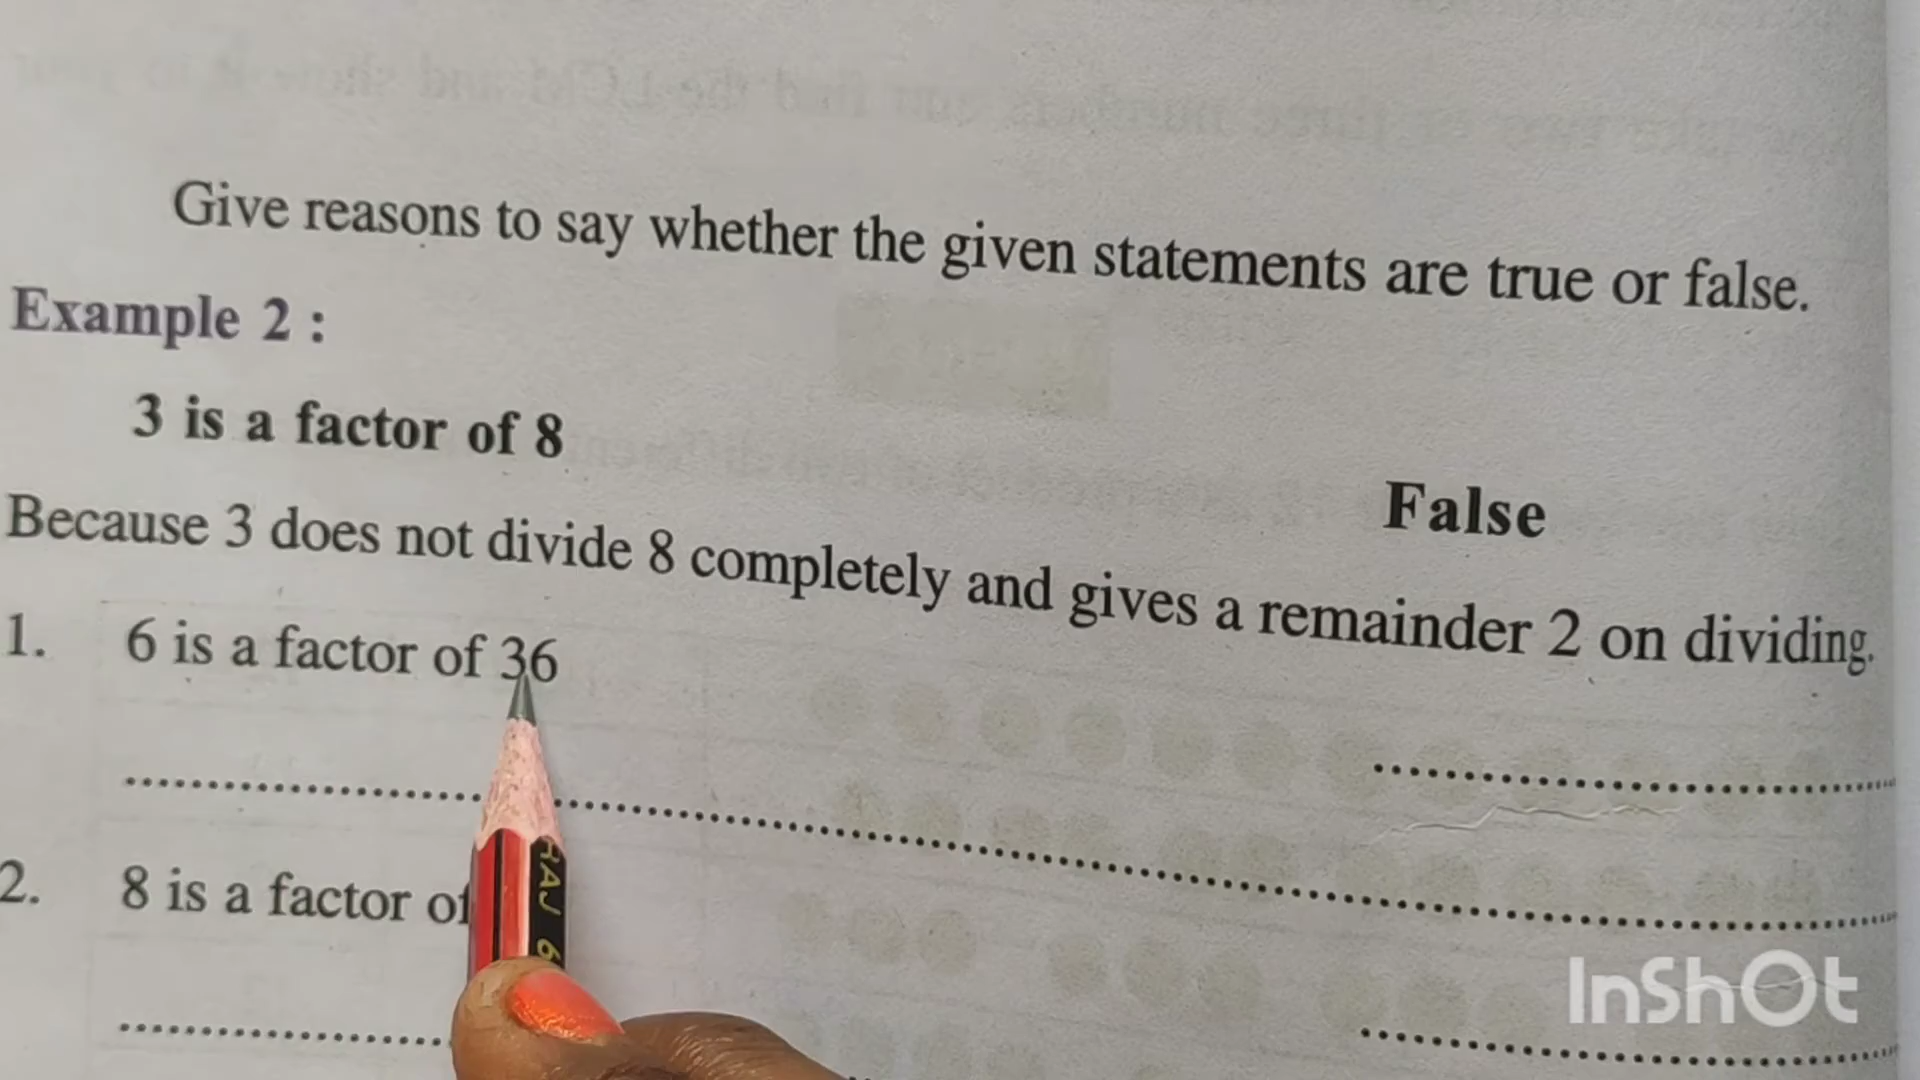 Give reasons to say whether the given statements are true or false.
Example 2 :
3 is a factor of 8
False
Because 3 does not divide 8 completely and gives a remainder 2 on dividing.
1. 6 is a factor of 36
2. 8 is a factor of
RAJ 6
InShOt